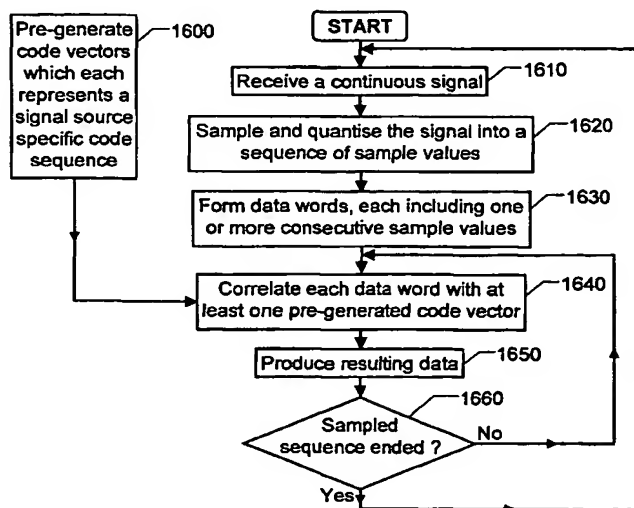 Pre-generate
code vectors
which each
represents a
signal source
specific code
sequence
1600
START
Receive a continuous signal
1610
Sample and quantise the signal into a
sequence of sample values
1620
Form data words, each including one
or more consecutive sample values
1630
Correlate each data word with at
least one pre-generated code vector
1640
Produce resulting data
1650
1660
Sampled
sequence ended ?
No
Yes